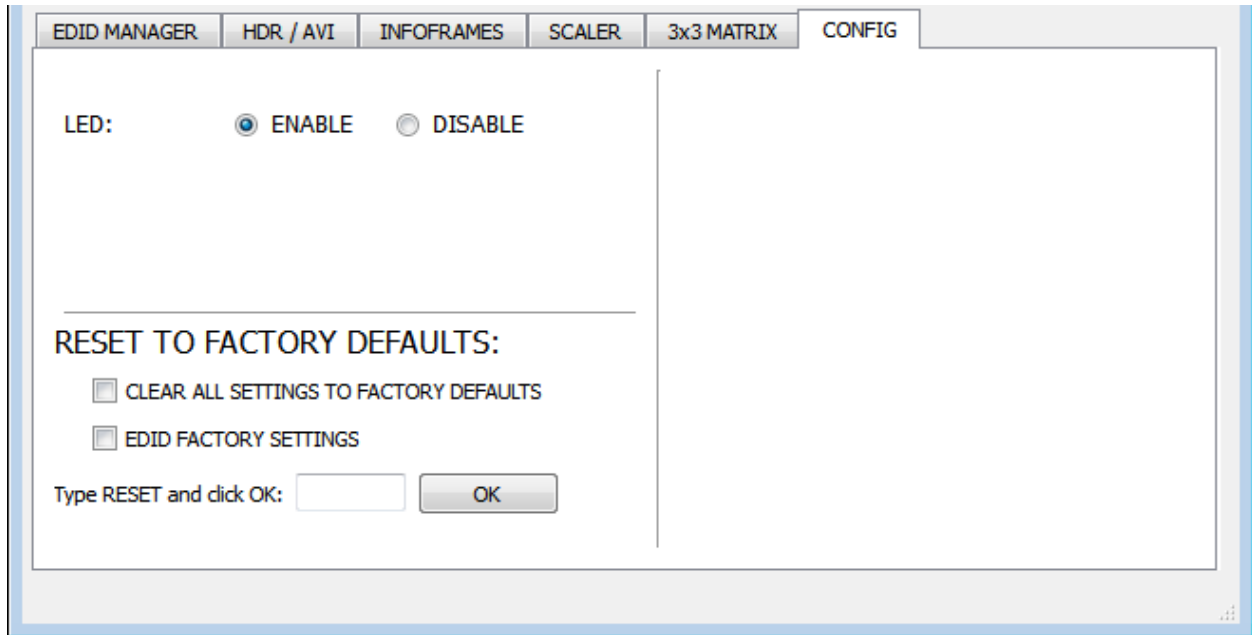 EDID MANAGER HDR / AVI INFOFRAMES SCALER 3x3 MATRIX CONFIG
LED: ENABLE DISABLE
RESET TO FACTORY DEFAULTS:
CLEAR ALL SETTINGS TO FACTORY DEFAULTS
EDID FACTORY SETTINGS
Type RESET and click OK: OK